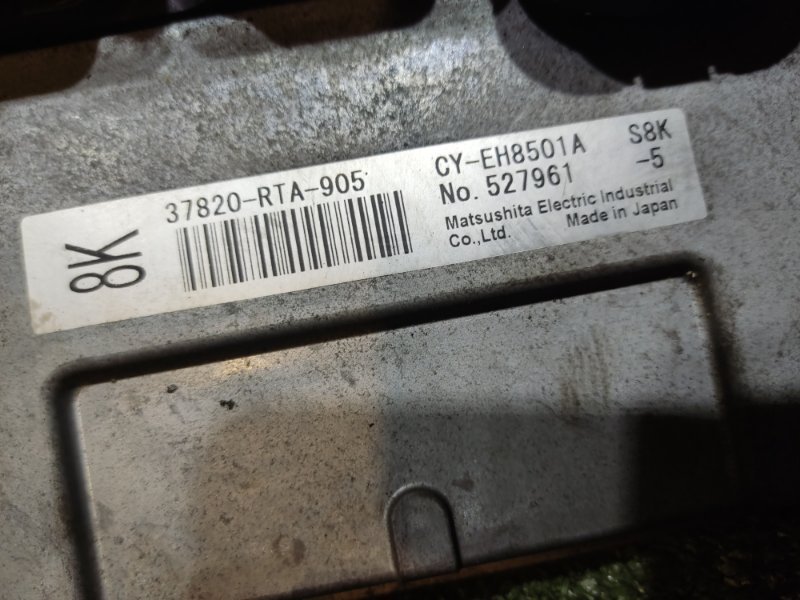 8K
37820-RTA-905
CY-EH8501A S8K
No. 527961 -5
Matsushita Electric Industrial
Co.,Ltd. Made in Japan